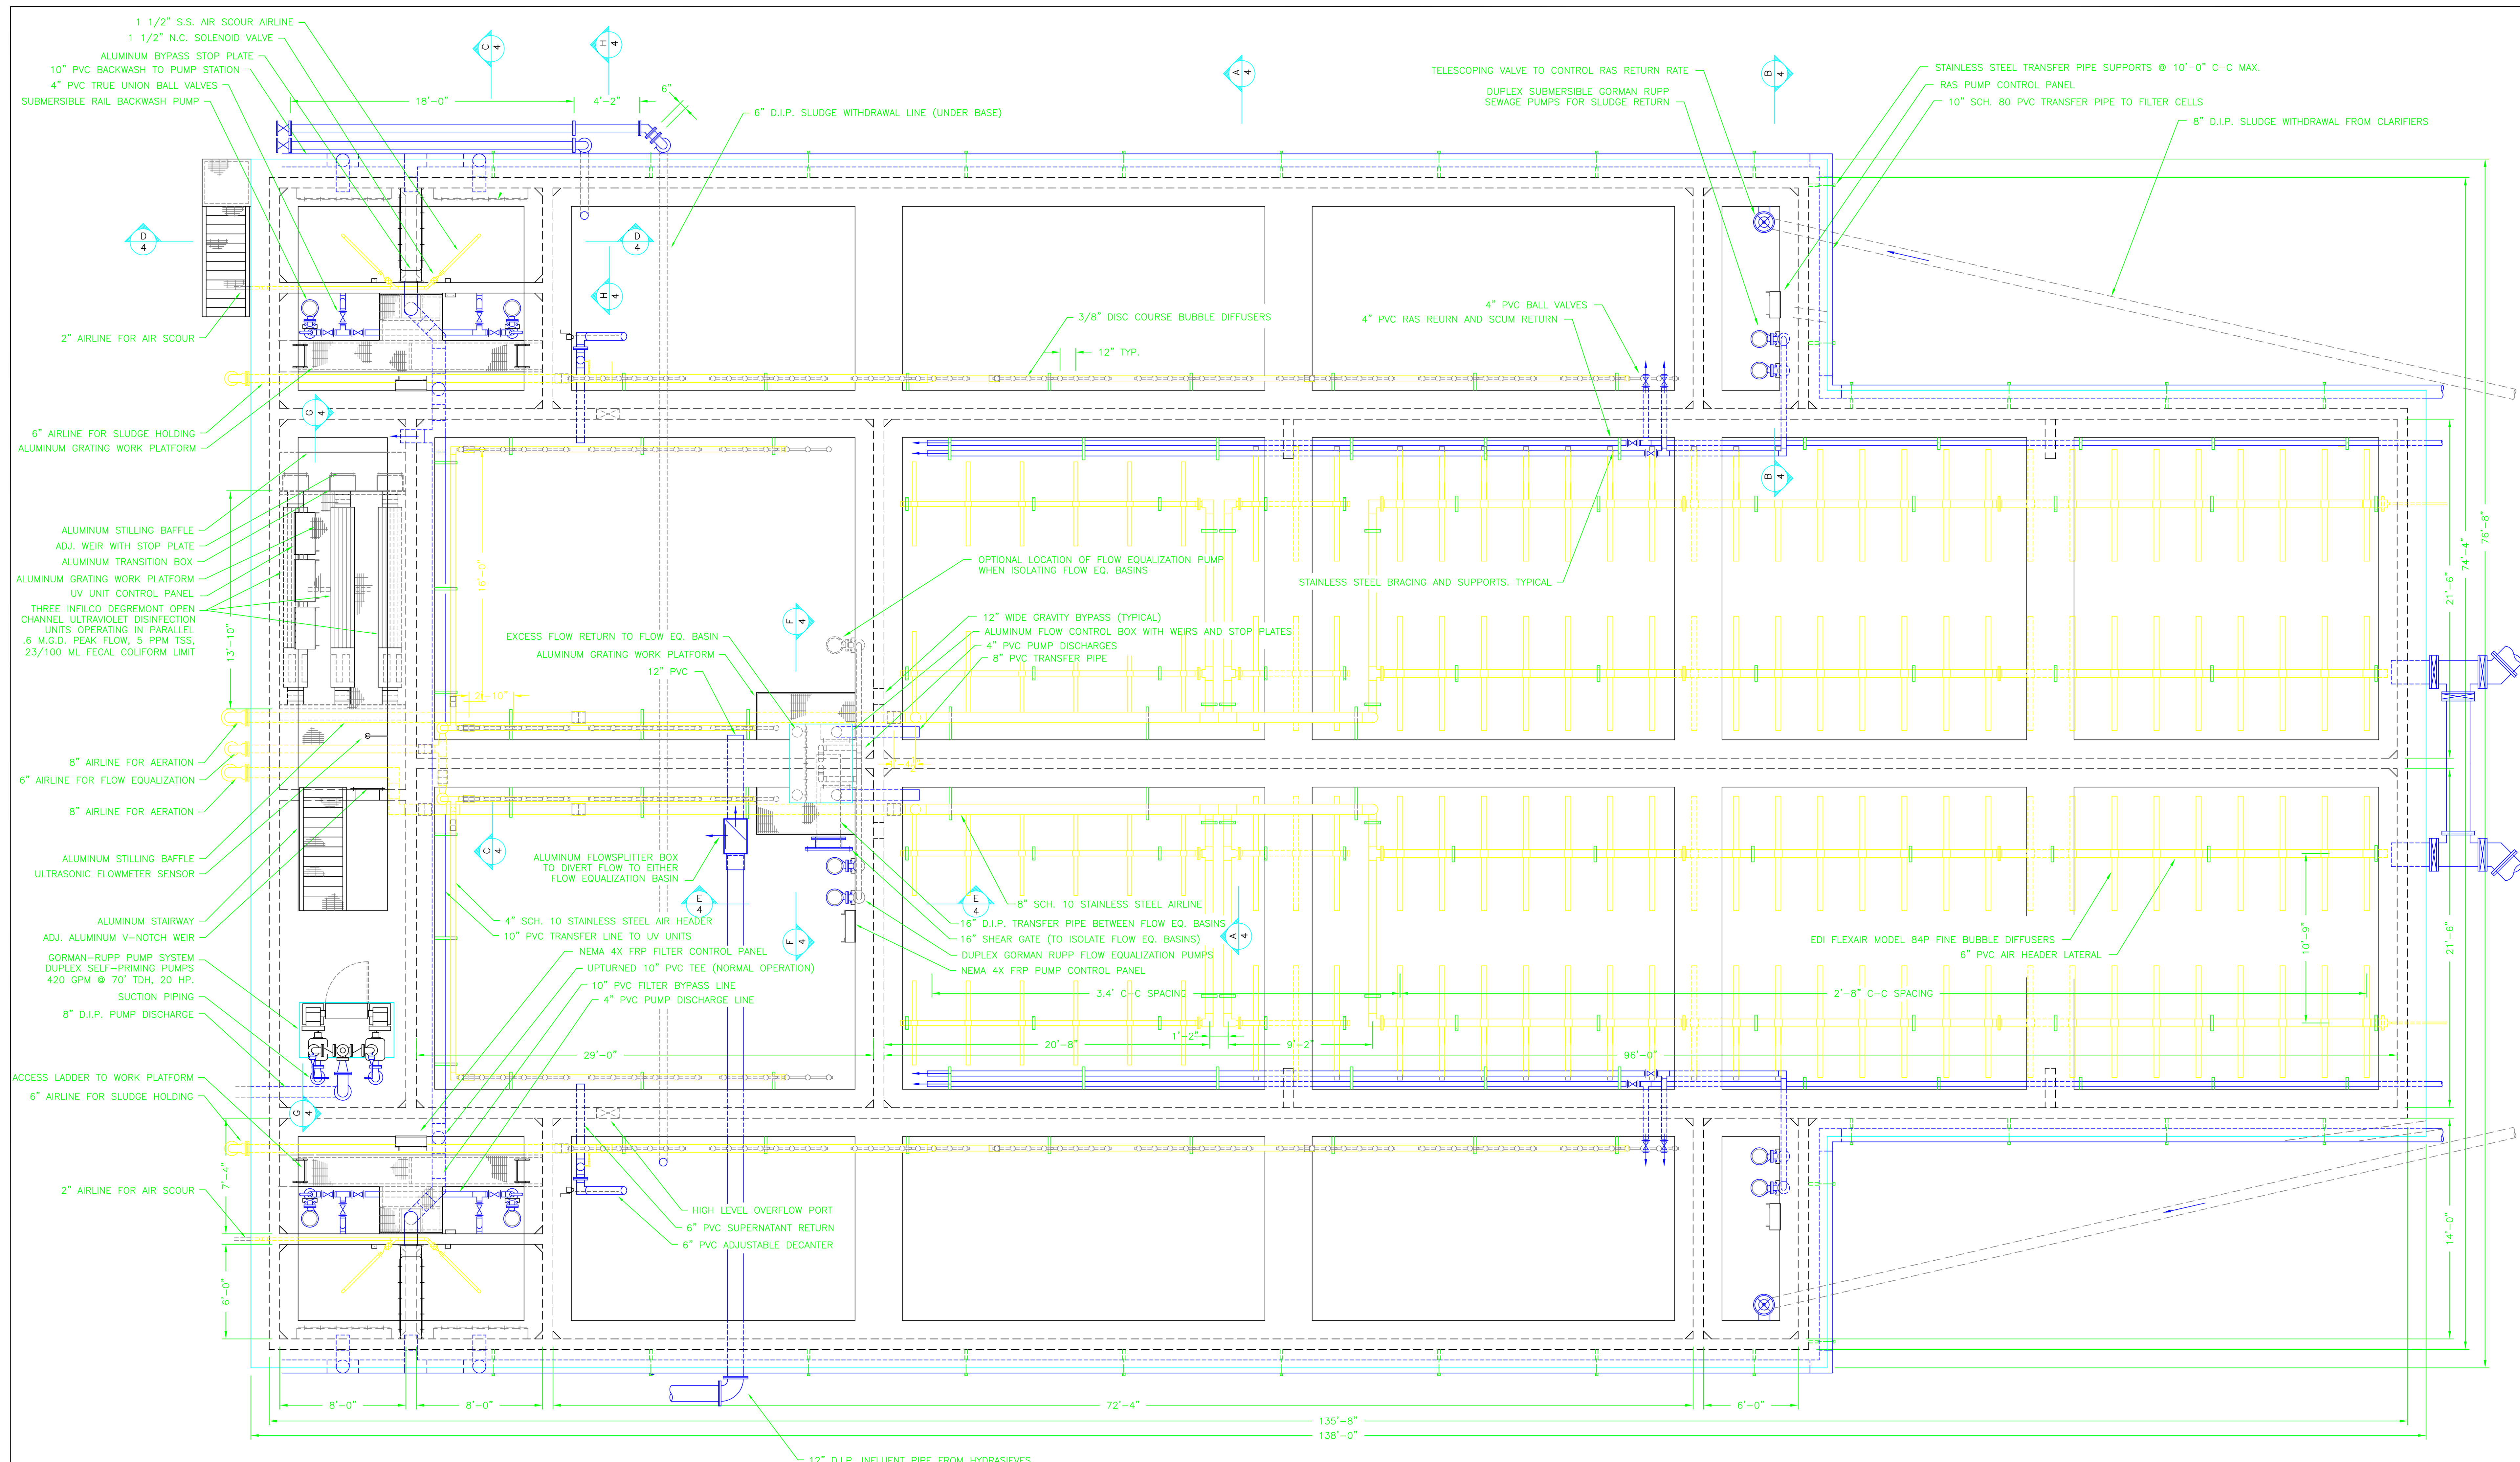 1 1/2" S.S. AIR SCOUR AIRLINE
1 1/2" N.C. SOLENOID VALVE
ALUMINUM BYPASS STOP PLATE
10" PVC BACKWASH TO PUMP STATION
4" PVC TRUE UNION BALL VALVES
SUBMERSIBLE RAIL BACKWASH PUMP
C
4
H
4
A
4
B
4
18'-0"
4'-2"
6"
6" D.I.P. SLUDGE WITHDRAWAL LINE (UNDER BASE)
TELESCOPING VALVE TO CONTROL RAS RETURN RATE
DUPLEX SUBMERSIBLE GORMAN RUPP
SEWAGE PUMPS FOR SLUDGE RETURN
STAINLESS STEEL TRANSFER PIPE SUPPORTS @ 10'-0" C-C MAX.
RAS PUMP CONTROL PANEL
10" SCH. 80 PVC TRANSFER PIPE TO FILTER CELLS
8" D.I.P. SLUDGE WITHDRAWAL FROM CLARIFIERS
D
4
D
4
H
4
2" AIRLINE FOR AIR SCOUR
3/8" DISC COURSE BUBBLE DIFFUSERS
12" TYP.
4" PVC BALL VALVES
4" PVC RAS REURN AND SCUM RETURN
G
4
6" AIRLINE FOR SLUDGE HOLDING
ALUMINUM GRATING WORK PLATFORM
B
4
ALUMINUM STILLING BAFFLE
ADJ. WEIR WITH STOP PLATE
ALUMINUM TRANSITION BOX
ALUMINUM GRATING WORK PLATFORM
UV UNIT CONTROL PANEL
THREE INFILCO DEGREMONT OPEN
CHANNEL ULTRAVIOLET DISINFECTION
UNITS OPERATING IN PARALLEL
.6 M.G.D. PEAK FLOW, 5 PPM TSS,
23/100 ML FECAL COLIFORM LIMIT
13'-10"
OPTIONAL LOCATION OF FLOW EQUALIZATION PUMP
WHEN ISOLATING FLOW EQ. BASINS
STAINLESS STEEL BRACING AND SUPPORTS. TYPICAL
76'-8"
74'-4"
21'-6"
F
4
12" WIDE GRAVITY BYPASS (TYPICAL)
ALUMINUM FLOW CONTROL BOX WITH WEIRS AND STOP PLATES
4" PVC PUMP DISCHARGES
8" PVC TRANSFER PIPE
EXCESS FLOW RETURN TO FLOW EQ. BASIN
ALUMINUM GRATING WORK PLATFORM
12" PVC
8" AIRLINE FOR AERATION
6" AIRLINE FOR FLOW EQUALIZATION
8" AIRLINE FOR AERATION
ALUMINUM STILLING BAFFLE
ULTRASONIC FLOWMETER SENSOR
C
4
ALUMINUM FLOWSPLITTER BOX
TO DIVERT FLOW TO EITHER
FLOW EQUALIZATION BASIN
E
4
E
4
8" SCH. 10 STAINLESS STEEL AIRLINE
16" D.I.P. TRANSFER PIPE BETWEEN FLOW EQ. BASINS
16" SHEAR GATE (TO ISOLATE FLOW EQ. BASINS)
DUPLEX GORMAN RUPP FLOW EQUALIZATION PUMPS
NEMA 4X FRP PUMP CONTROL PANEL
A
4
F
4
ALUMINUM STAIRWAY
ADJ. ALUMINUM V-NOTCH WEIR
4" SCH. 10 STAINLESS STEEL AIR HEADER
10" PVC TRANSFER LINE TO UV UNITS
NEMA 4X FRP FILTER CONTROL PANEL
UPTURNED 10" PVC TEE (NORMAL OPERATION)
10" PVC FILTER BYPASS LINE
4" PVC PUMP DISCHARGE LINE
EDI FLEXAIR MODEL 84P FINE BUBBLE DIFFUSERS
6" PVC AIR HEADER LATERAL
10'-9"
21'-6"
GORMAN-RUPP PUMP SYSTEM
DUPLEX SELF-PRIMING PUMPS
420 GPM @ 70' TDH, 20 HP.
SUCTION PIPING
8" D.I.P. PUMP DISCHARGE
3.4' C-C SPACING
2'-8" C-C SPACING
1'-2"
20'-8"
9'-2"
29'-0"
96'-0"
ACCESS LADDER TO WORK PLATFORM
6" AIRLINE FOR SLUDGE HOLDING
G
4
7'-4"
2" AIRLINE FOR AIR SCOUR
HIGH LEVEL OVERFLOW PORT
6" PVC SUPERNATANT RETURN
6" PVC ADJUSTABLE DECANTER
14'-0"
6'-0"
8'-0"
8'-0"
72'-4"
6'-0"
135'-8"
138'-0"
12" D.I.P. INFLUENT PIPE FROM HYDRASIEVES